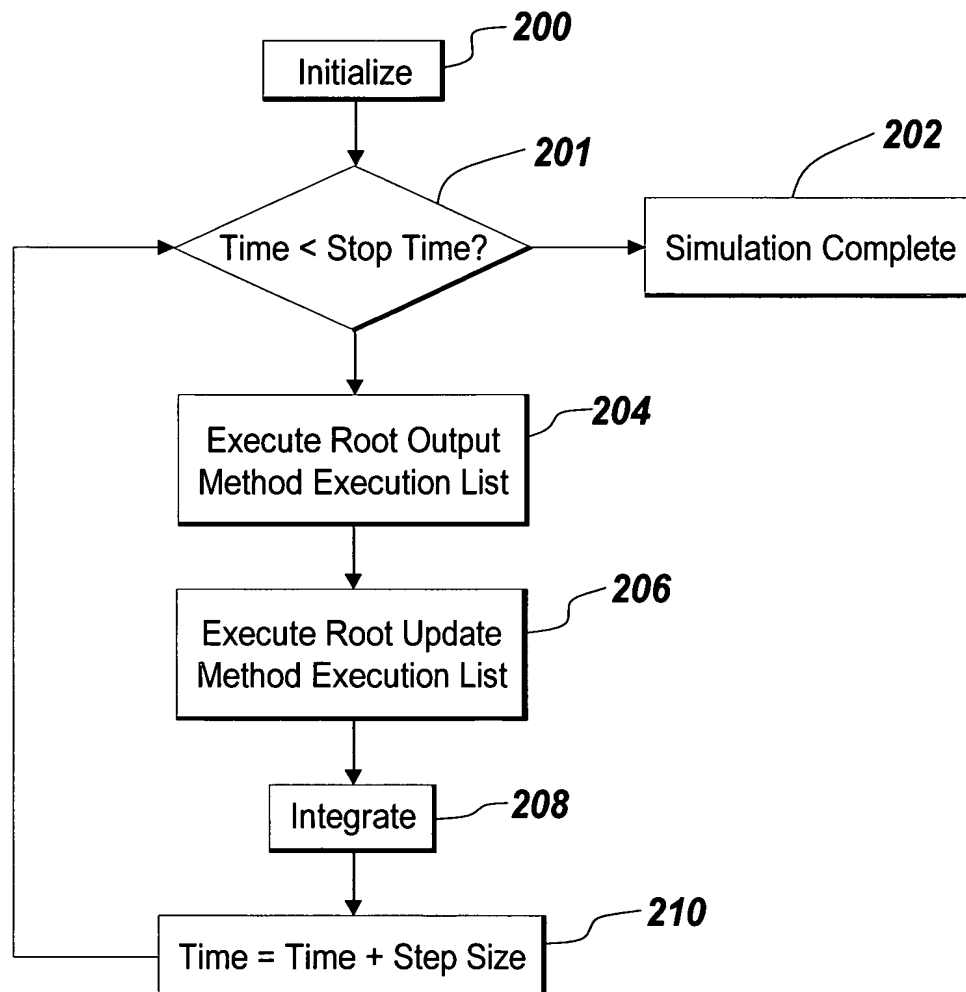 200
Initialize
201
202
Time < Stop Time?
Simulation Complete
204
Execute Root Output
Method Execution List
206
Execute Root Update
Method Execution List
208
Integrate
210
Time = Time + Step Size